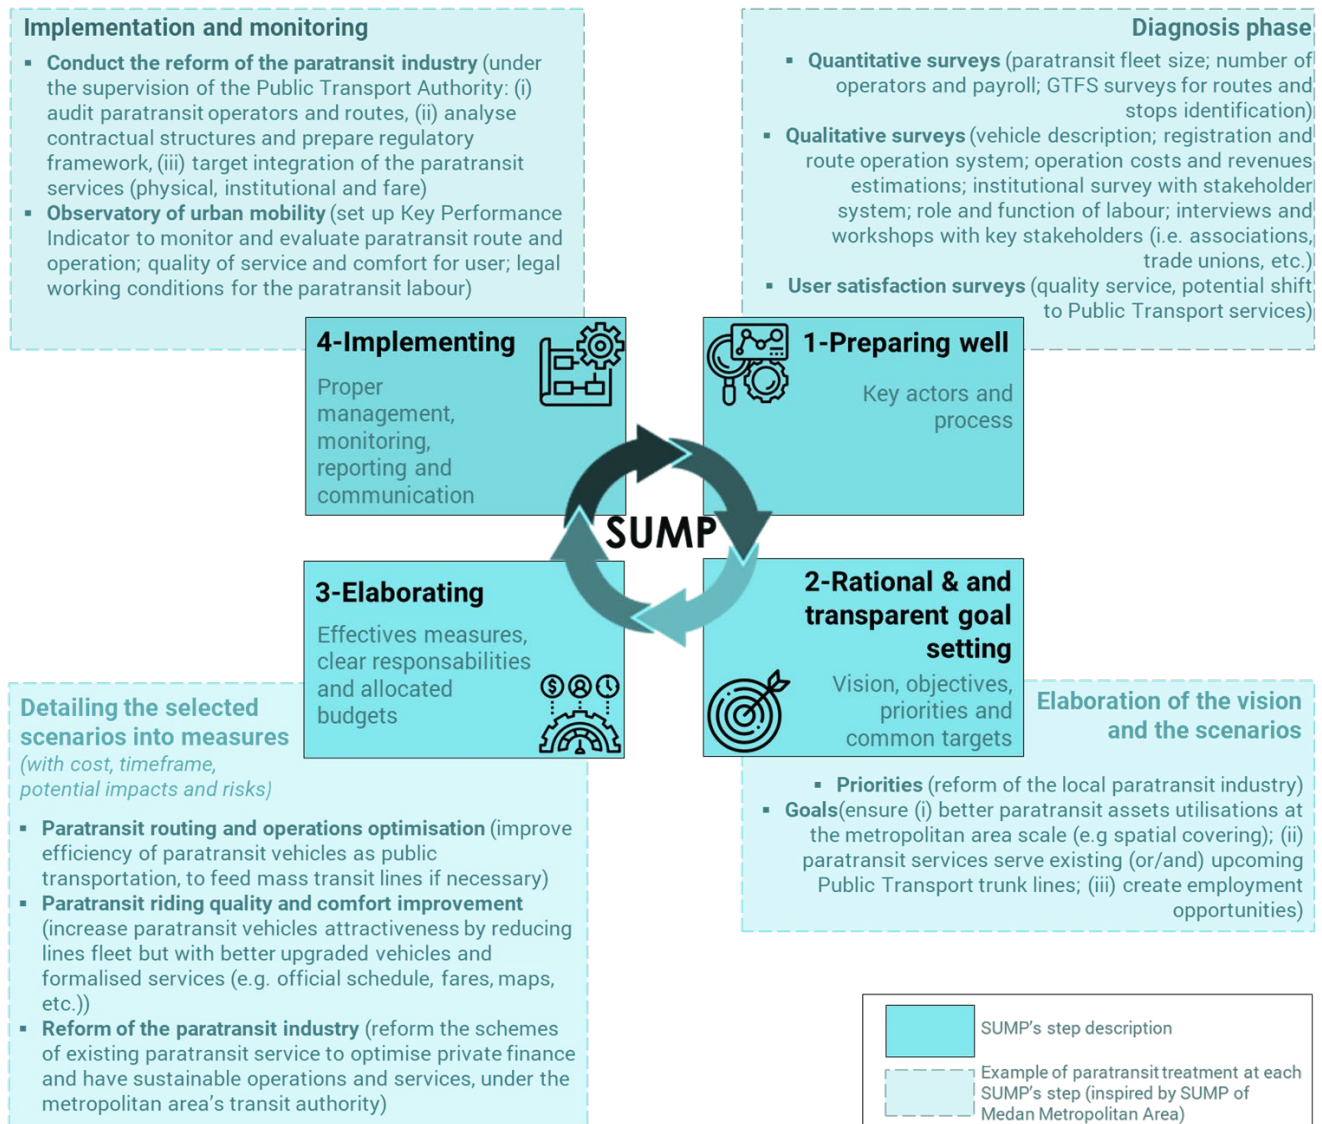 Implementation and monitoring
▪ Conduct the reform of the paratransit industry (under
the supervision of the Public Transport Authority: (i)
audit paratransit operators and routes, (ii) analyse
contractual structures and prepare regulatory
framework, (iii) target integration of the paratransit
services (physical, institutional and fare)
▪ Observatory of urban mobility (set up Key Performance
Indicator to monitor and evaluate paratransit route and
operation; quality of service and comfort for user; legal
working conditions for the paratransit labour)
Diagnosis phase
▪ Quantitative surveys (paratransit fleet size; number of
operators and payroll; GTFS surveys for routes and
stops identification)
▪ Qualitative surveys (vehicle description; registration and
route operation system; operation costs and revenues
estimations; institutional survey with stakeholder
system; role and function of labour; interviews and
workshops with key stakeholders (i.e. associations,
trade unions, etc.)
▪ User satisfaction surveys (quality service, potential shift
to Public Transport services)
4-Implementing
Proper
management,
monitoring,
reporting and
communication
1-Preparing well
Key actors and
process
SUMP
3-Elaborating
Effectives measures,
clear responsabilities
and allocated
budgets
2-Rational & and
transparent goal
setting
Vision, objectives,
priorities and
common targets
Detailing the selected
scenarios into measures
(with cost, timeframe,
potential impacts and risks)
▪ Paratransit routing and operations optimisation (improve
efficiency of paratransit vehicles as public
transportation, to feed mass transit lines if necessary)
▪ Paratransit riding quality and comfort improvement
(increase paratransit vehicles attractiveness by reducing
lines fleet but with better upgraded vehicles and
formalised services (e.g. official schedule, fares, maps,
etc.))
▪ Reform of the paratransit industry (reform the schemes
of existing paratransit service to optimise private finance
and have sustainable operations and services, under the
metropolitan area's transit authority)
Elaboration of the vision
and the scenarios
▪ Priorities (reform of the local paratransit industry)
▪ Goals(ensure (i) better paratransit assets utilisations at
the metropolitan area scale (e.g spatial covering); (ii)
paratransit services serve existing (or/and) upcoming
Public Transport trunk lines; (iii) create employment
opportunities)
SUMP's step description
Example of paratransit treatment at each
SUMP's step (inspired by SUMP of
Medan Metropolitan Area)